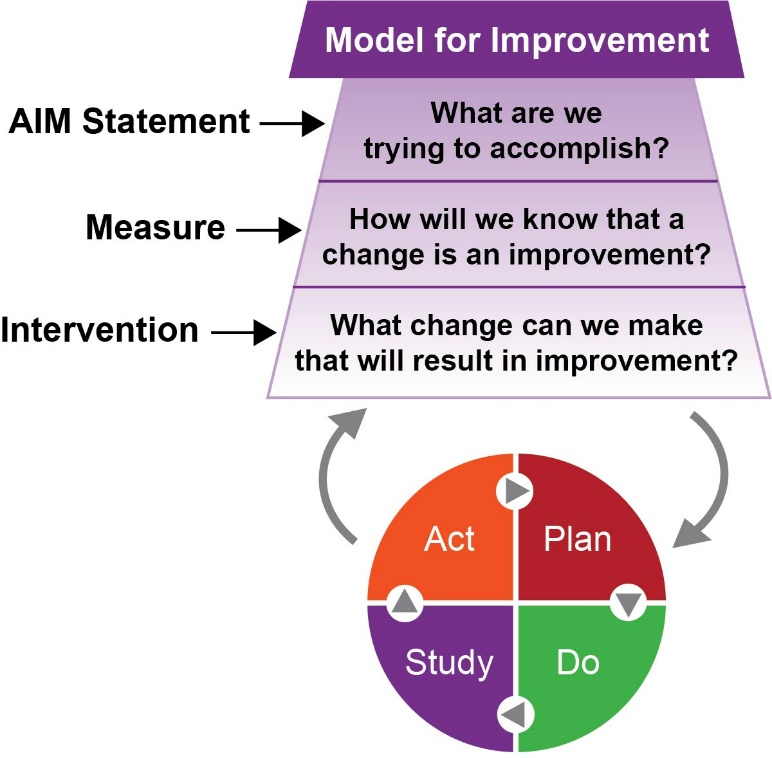 Model for Improvement
AIM Statement
What are we
trying to accomplish?
Measure
How will we know that a
change is an improvement?
Intervention
What change can we make
that will result in improvement?
Act
Plan
Study
Do